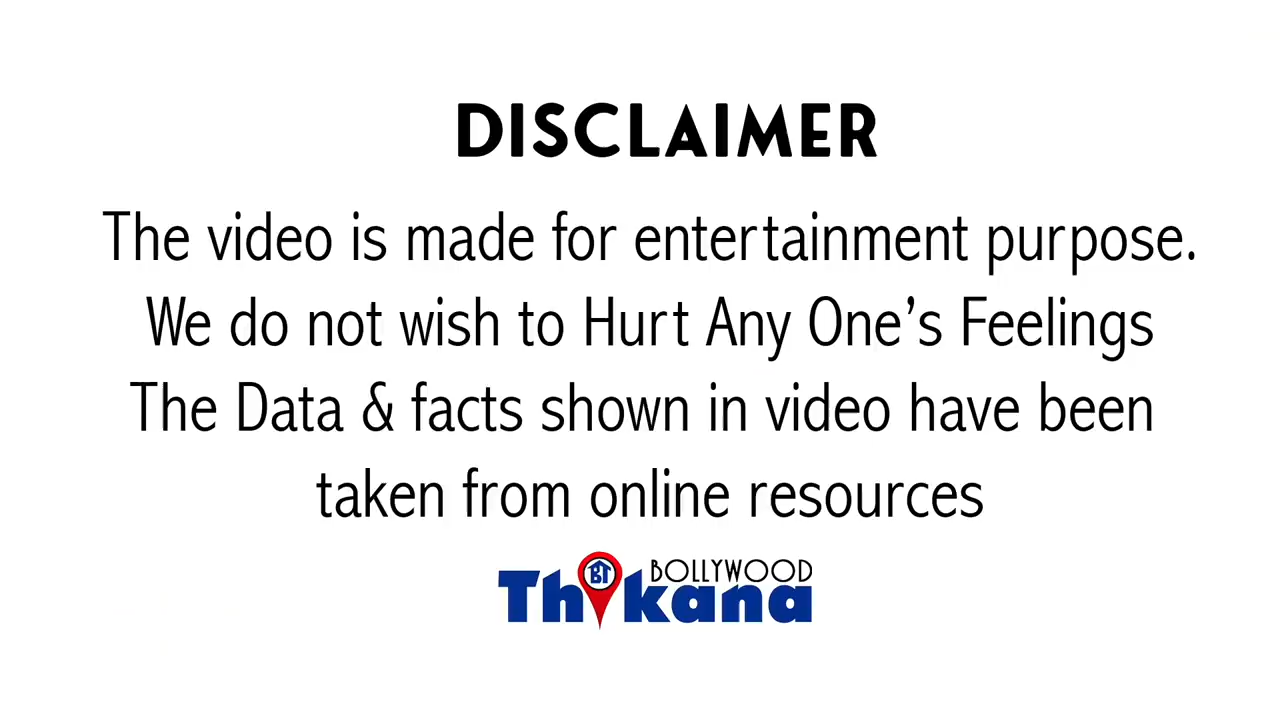 DISCLAIMER
The video is made for entertainment purpose.
We do not wish to Hurt Any One’s Feelings
The Data & facts shown in video have been
taken from online resources
BT
BOLLYWOOD
Thikana